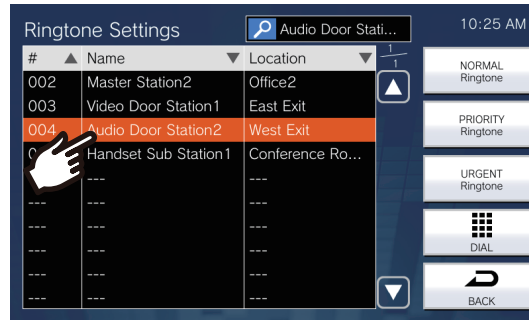 Ringtone Settings
Audio Door Stati...
10:25 AM
# Name Location
1
1
002 Master Station2 Office2
003 Video Door Station1 East Exit
004 Audio Door Station2 West Exit
0 Handset Sub Station1 Conference Ro...
--- ---
--- --- ---
--- --- ---
--- --- ---
--- --- ---
NORMAL
Ringtone
PRIORITY
Ringtone
URGENT
Ringtone
DIAL
BACK